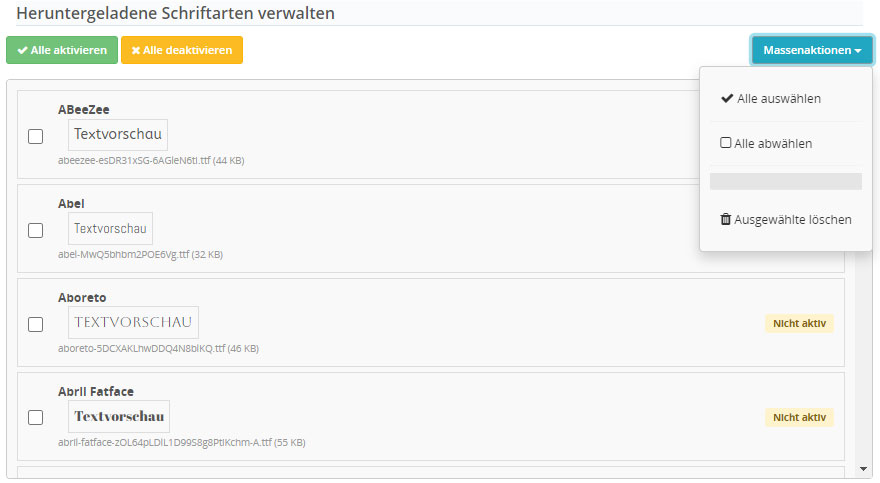 Heruntergeladene Schriftarten verwalten
Alle aktivieren
Alle deaktivieren
Massenaktionen
Alle auswählen
Alle abwählen
Ausgewählte löschen
ABeeZee
Textvorschau
abeezee-esDR31xSG-6AGleN6tI.ttf (44 KB)
Abel
Textvorschau
abel-MwQ5bhbm2POE6Vg.ttf (32 KB)
Aboreto
TEXTVORSCHAU
Nicht aktiv
aboreto-5DCXAKLhwDDQ4N8blKQ.ttf (46 KB)
Abril Fatface
Textvorschau
Nicht aktiv
abril-fatface-zOL64pLDlL1D99S8g8PtiKchm-A.ttf (55 KB)